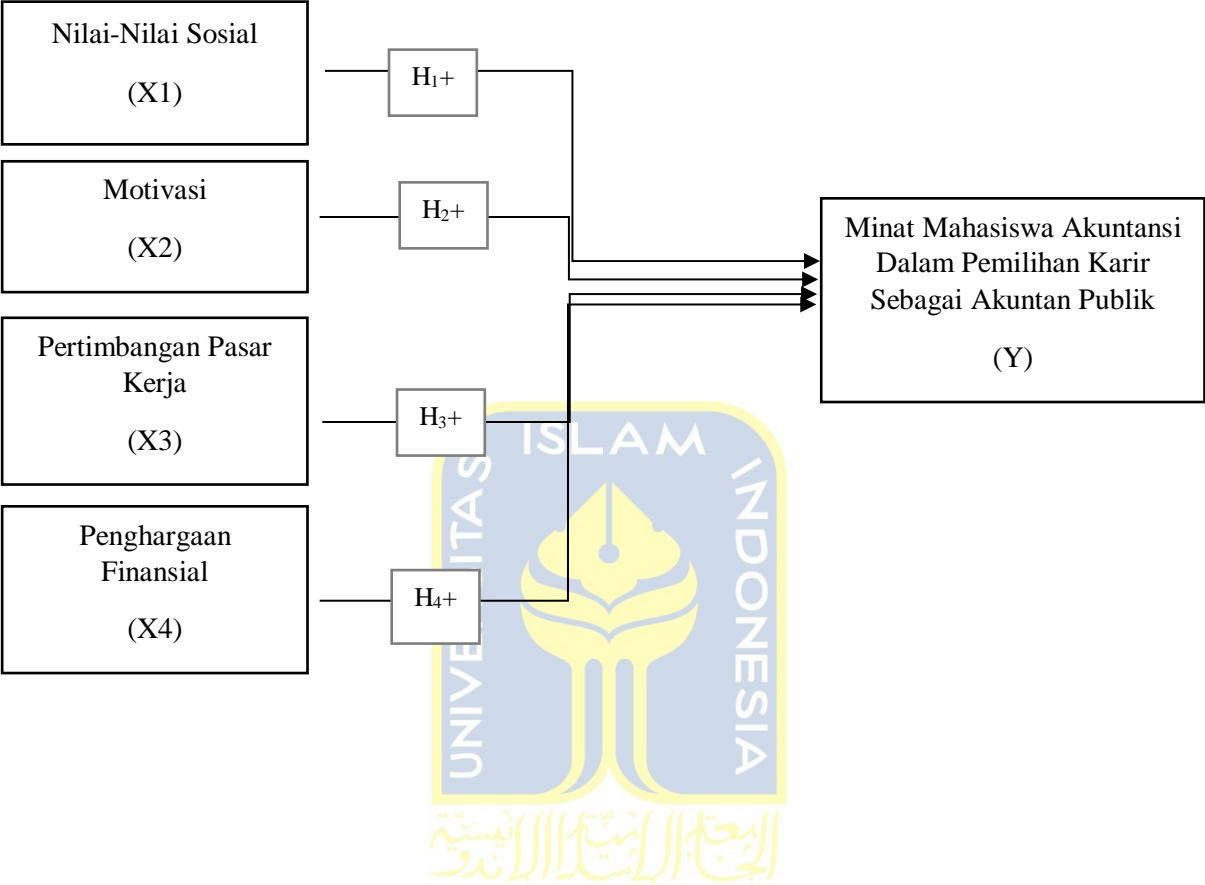 Nilai-Nilai Sosial
(X1)
H₁+
Motivasi
(X2)
H₂+
Minat Mahasiswa Akuntansi
Dalam Pemilihan Karir
Sebagai Akuntan Publik
(Y)
Pertimbangan Pasar
Kerja
(X3)
H₃+
Penghargaan
Finansial
(X4)
H₄+
UNIVERSITAS
ISLAM
INDONESIA